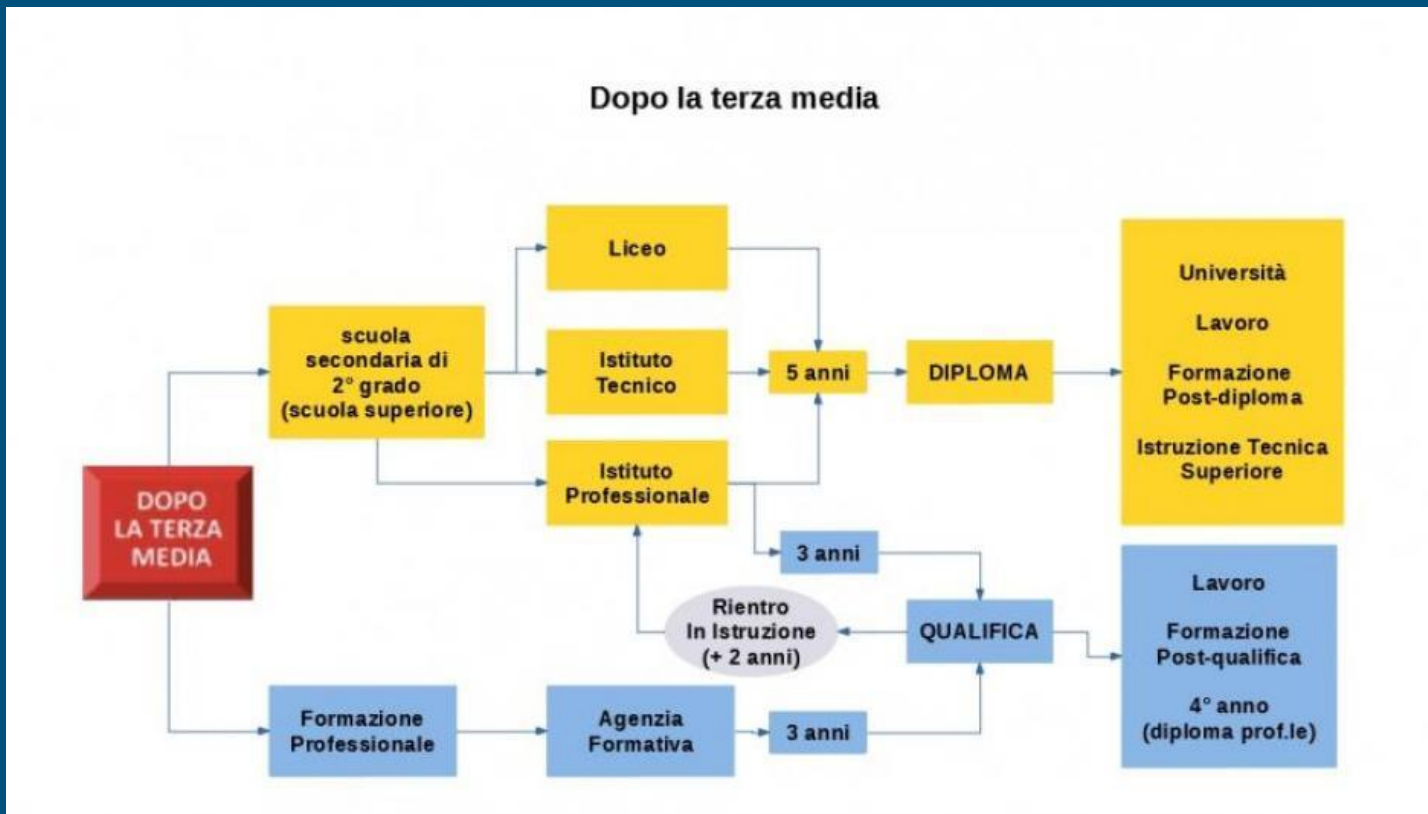 Dopo la terza media
Liceo
scuola
secondaria di
2° grado
(scuola superiore)
Istituto
Tecnico
5 anni
DIPLOMA
Università
Lavoro
Formazione
Post-diploma
Istruzione Tecnica
Superiore
Istituto
Professionale
DOPO
LA TERZA
MEDIA
3 anni
Rientro
In Istruzione
(+ 2 anni)
QUALIFICA
Lavoro
Formazione
Post-qualifica
4° anno
(diploma prof.le)
Formazione
Professionale
Agenzia
Formativa
3 anni